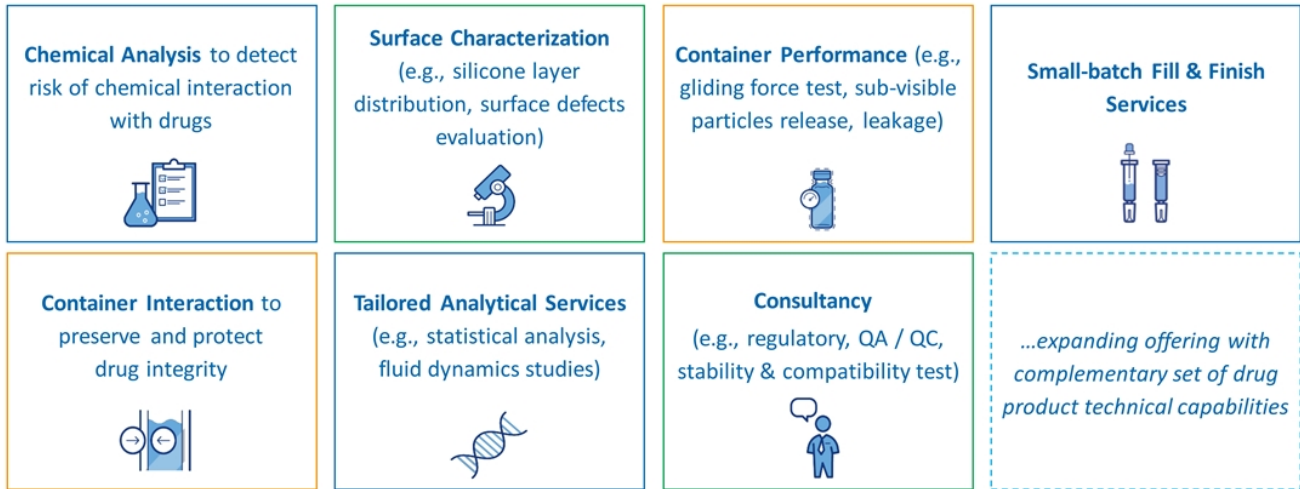 Chemical Analysis to detect
risk of chemical interaction
with drugs
Surface Characterization
(e.g., silicone layer
distribution, surface defects
evaluation)
Container Performance (e.g.,
gliding force test, sub-visible
particles release, leakage)
Small-batch Fill & Finish
Services
Container Interaction to
preserve and protect
drug integrity
Tailored Analytical Services
(e.g., statistical analysis,
fluid dynamics studies)
Consultancy
(e.g., regulatory, QA / QC,
stability & compatibility test)
...expanding offering with
complementary set of drug
product technical capabilities